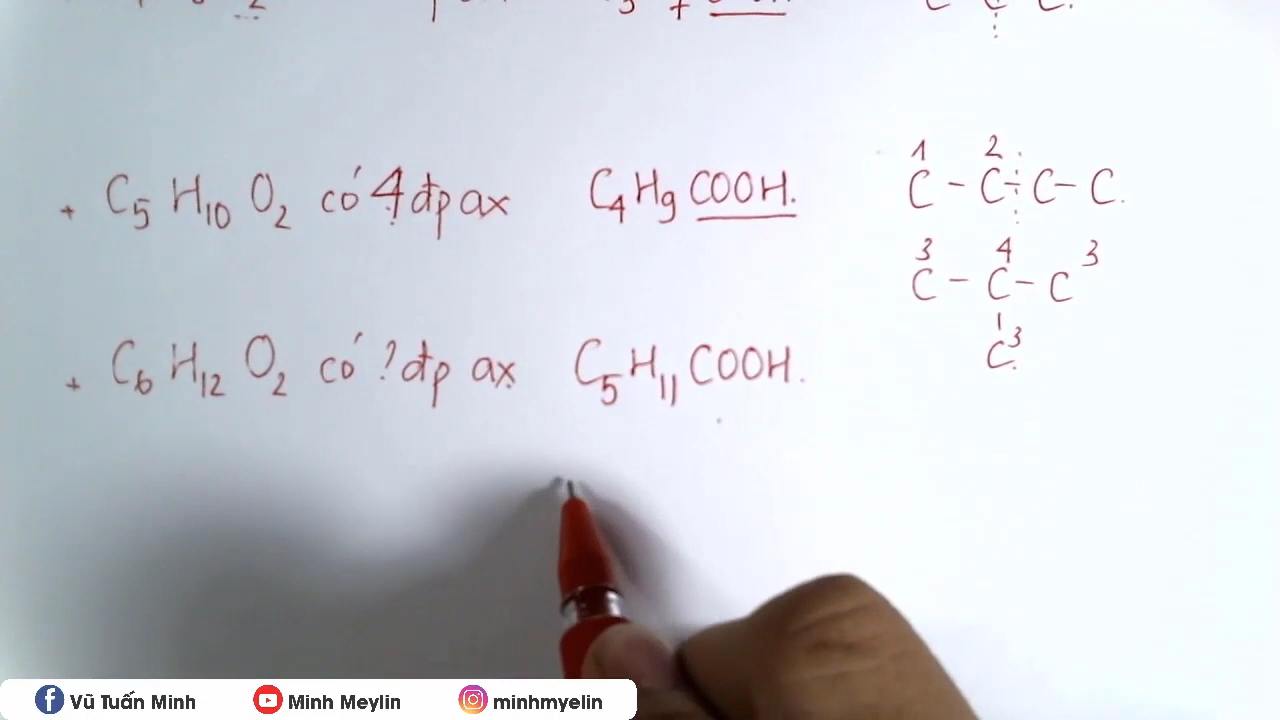 + C5H10O2 có 4 đp ax C4H9COOH.
1 2
C - C - C - C.
3 4 3
C - C - C
C3
+ C6H12O2 có ? đp ax C5H11COOH.
Vũ Tuấn Minh Minh Meylin minhmyelin